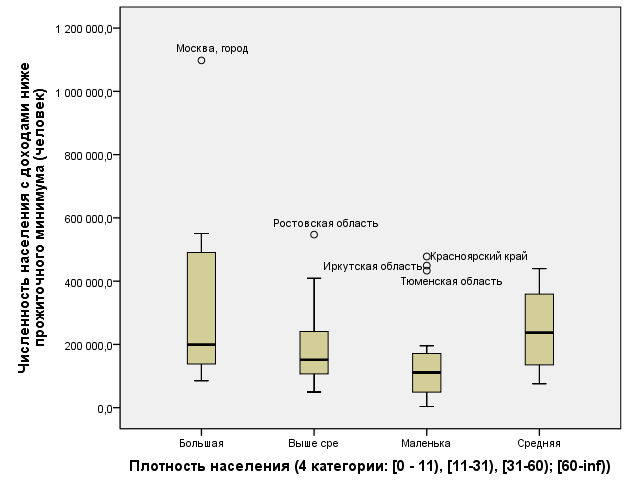 Численность населения с доходами ниже
прожиточного минимума (человек)
1 200 000,0
1 000 000,0
800 000,0
600 000,0
400 000,0
200 000,0
0,0
Москва, город
Ростовская область
Красноярский край
Иркутская область
Тюменская область
Большая
Выше сре
Маленька
Средняя
Плотность населения (4 категории: [0 - 11), [11-31), [31-60); [60-inf))